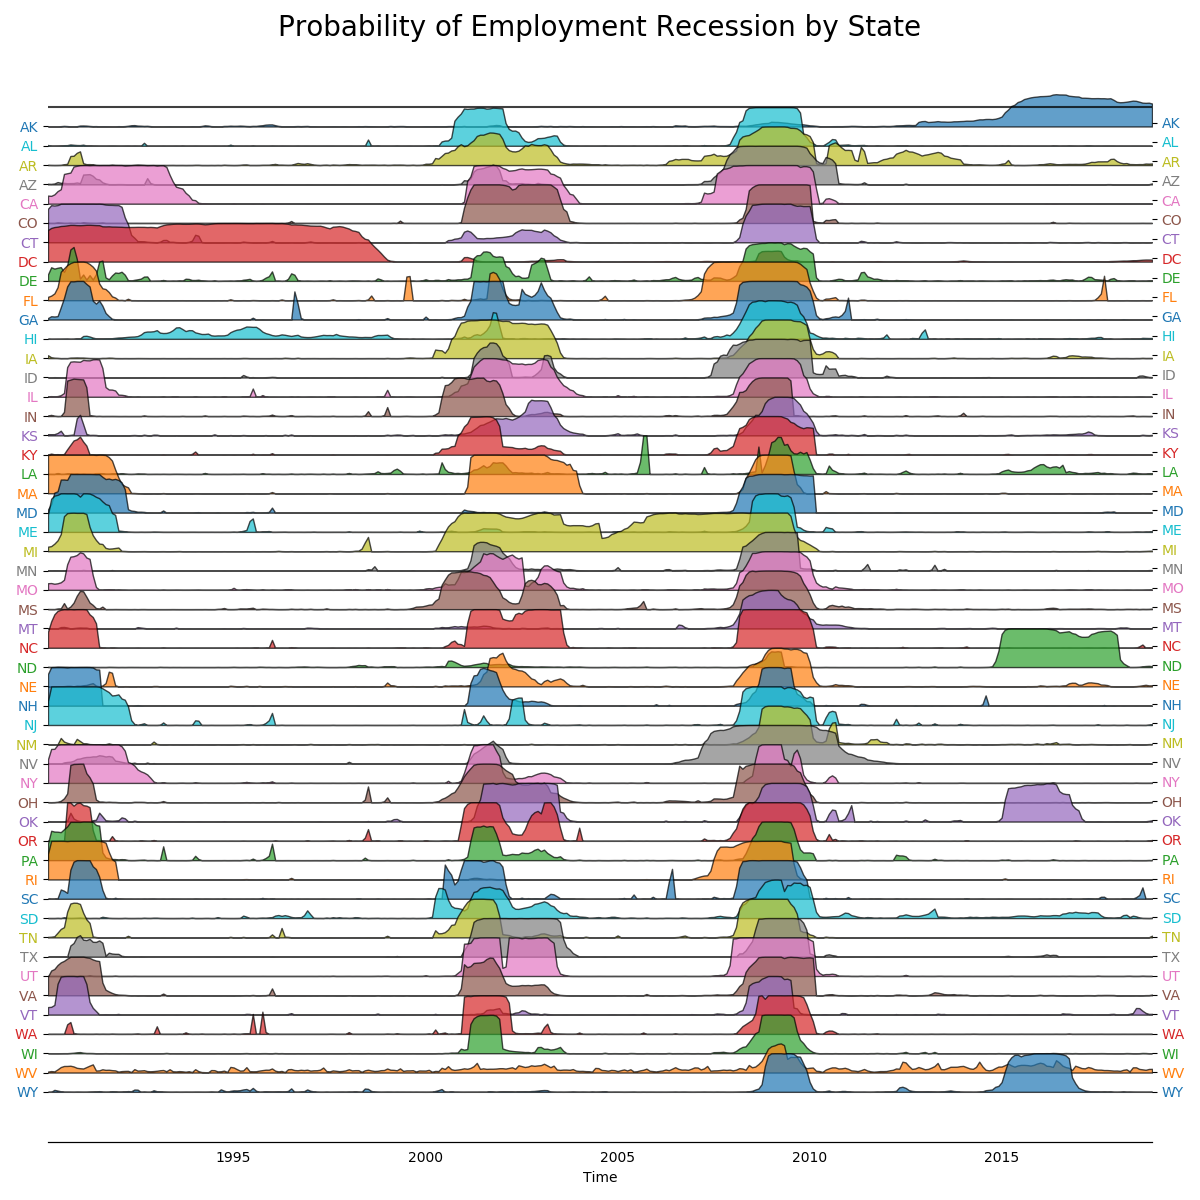 Probability of Employment Recession by State
AK AK
AL AL
AR AR
AZ AZ
CA CA
CO CO
CT CT
DC DC
DE DE
FL FL
GA GA
HI HI
IA IA
ID ID
IL IL
IN IN
KS KS
KY KY
LA LA
MA MA
MD MD
ME ME
MI MI
MN MN
MO MO
MS MS
MT MT
NC NC
ND ND
NE NE
NH NH
NJ NJ
NM NM
NV NV
NY NY
OH OH
OK OK
OR OR
PA PA
RI RI
SC SC
SD SD
TN TN
TX TX
UT UT
VA VA
VT VT
WA WA
WI WI
WV WV
WY WY
1995 2000 2005 2010 2015
Time